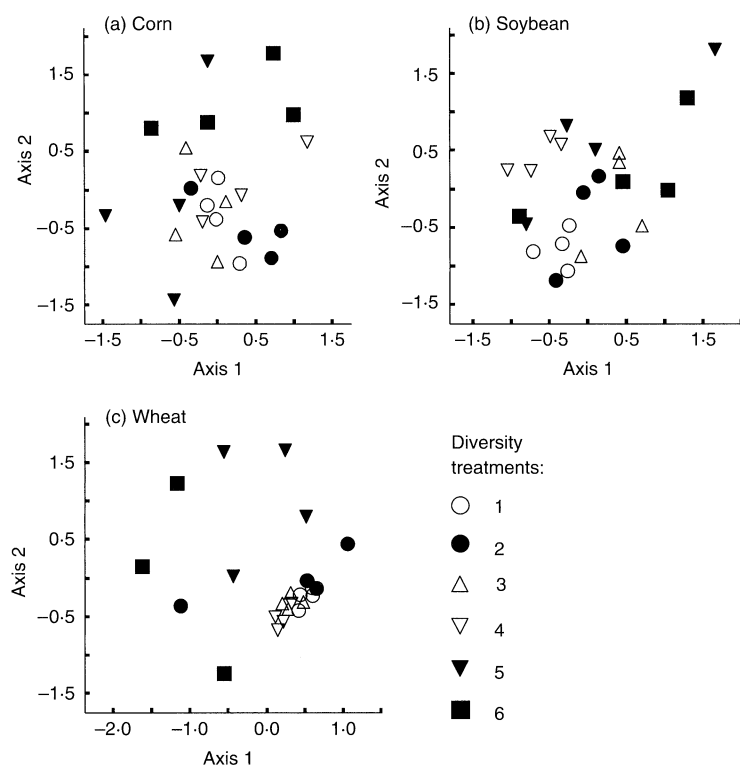 (a) Corn
1·5
0·5
−0·5
−1·5
Axis 2
−1·5 −0·5 0·5 1·5
Axis 1
(b) Soybean
1·5
0·5
−0·5
−1·5
Axis 2
−1·5 −0·5 0·5 1·5
Axis 1
(c) Wheat
1·5
0·5
−0·5
−1·5
Axis 2
−2·0 −1·0 0·0 1·0
Axis 1
Diversity
treatments:
1
2
3
4
5
6